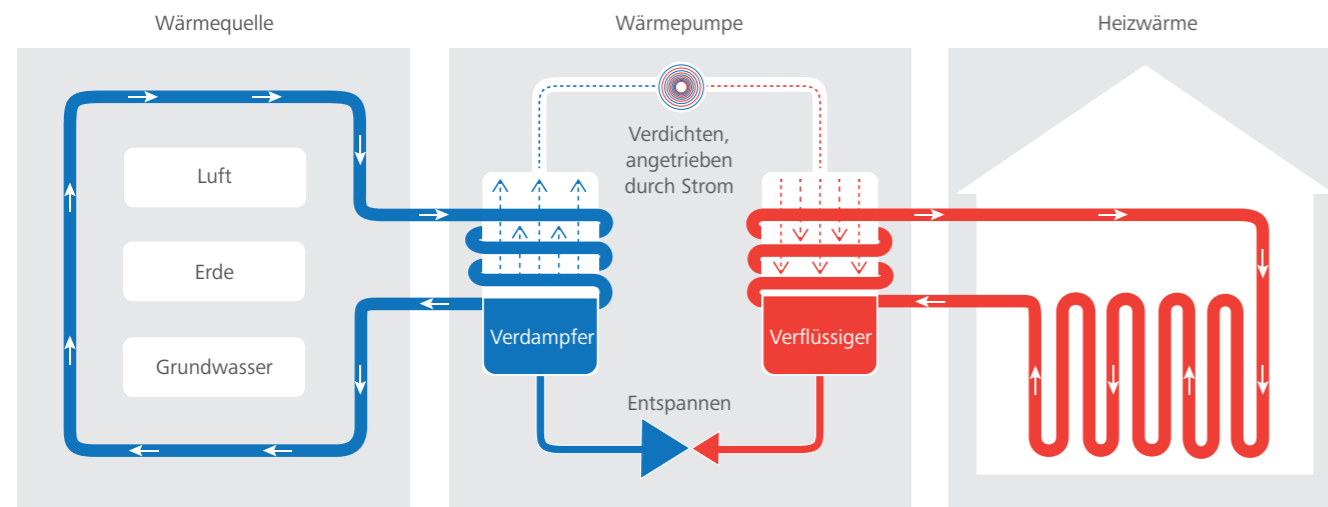 Wärmequelle
Wärmepumpe
Heizwärme
Luft
Erde
Grundwasser
Verdichten,
angetrieben
durch Strom
Verdampfer
Verflüssiger
Entspannen